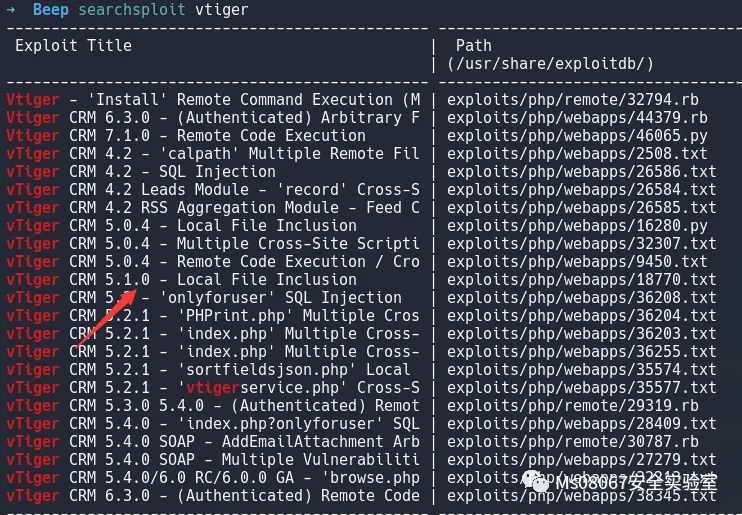 → Beep searchsploit vtiger
Exploit Title | Path
| (/usr/share/exploitdb/)
Vtiger - 'Install' Remote Command Execution (M | exploits/php/remote/32794.rb
Vtiger CRM 6.3.0 - (Authenticated) Arbitrary F | exploits/php/webapps/44379.rb
Vtiger CRM 7.1.0 - Remote Code Execution | exploits/php/webapps/46065.py
vTiger CRM 4.2 - 'calpath' Multiple Remote Fil | exploits/php/webapps/2508.txt
vTiger CRM 4.2 - SQL Injection | exploits/php/webapps/26586.txt
vTiger CRM 4.2 Leads Module - 'record' Cross-S | exploits/php/webapps/26584.txt
vTiger CRM 4.2 RSS Aggregation Module - Feed C | exploits/php/webapps/26585.txt
vTiger CRM 5.0.4 - Local File Inclusion | exploits/php/webapps/16280.py
vTiger CRM 5.0.4 - Multiple Cross-Site Scripti | exploits/php/webapps/32307.txt
vTiger CRM 5.0.4 - Remote Code Execution / Cro | exploits/php/webapps/9450.txt
vTiger CRM 5.1.0 - Local File Inclusion | exploits/php/webapps/18770.txt
vTiger CRM - 'onlyforuser' SQL Injection | exploits/php/webapps/36208.txt
vTiger CRM 5.2.1 - 'PHPrint.php' Multiple Cros | exploits/php/webapps/36204.txt
vTiger CRM 5.2.1 - 'index.php' Multiple Cross- | exploits/php/webapps/36203.txt
vTiger CRM 5.2.1 - 'index.php' Multiple Cross- | exploits/php/webapps/36255.txt
vTiger CRM 5.2.1 - 'sortfieldsjson.php' Local | exploits/php/webapps/35574.txt
vTiger CRM 5.2.1 - 'vtigerservice.php' Cross-S | exploits/php/webapps/35577.txt
vTiger CRM 5.3.0 5.4.0 - (Authenticated) Remot | exploits/php/remote/29319.rb
vTiger CRM 5.4.0 - 'index.php?onlyforuser' SQL | exploits/php/webapps/28409.txt
vTiger CRM 5.4.0 SOAP - AddEmailAttachment Arb | exploits/php/remote/30787.rb
vTiger CRM 5.4.0 SOAP - Multiple Vulnerabiliti | exploits/php/webapps/27279.txt
vTiger CRM 5.4.0/6.0 RC/6.0.0 GA - 'browse.php |
vTiger CRM 6.3.0 - (Authenticated) Remote Code | exploits/php/webapps/38345.txt
Ms08067安全实验室